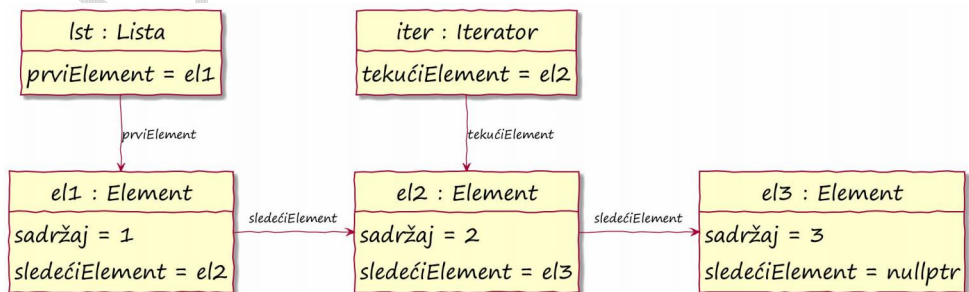 lst : Lista
prviElement = el1
iter : Iterator
tekućiElement = el2
prviElement
tekućiElement
el1 : Element
sadržaj = 1
sledećiElement = el2
sledećiElement
el2 : Element
sadržaj = 2
sledećiElement = el3
sledećiElement
el3 : Element
sadržaj = 3
sledećiElement = nullptr